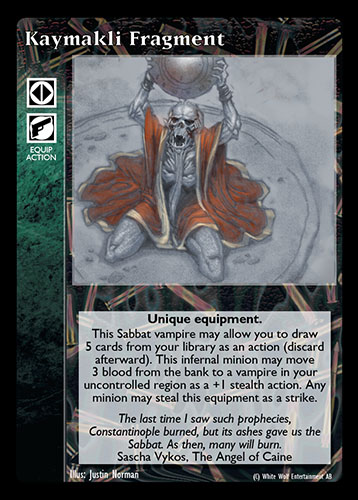 Kaymakli Fragment
EQUIP
ACTION
Unique equipment.
This Sabbat vampire may allow you to draw
5 cards from your library as an action (discard
afterward). This infernal minion may move
3 blood from the bank to a vampire in your
uncontrolled region as a +1 stealth action. Any
minion may steal this equipment as a strike.
The last time I saw such prophecies,
Constantinople burned, but its ashes gave us the
Sabbat. As then, many will burn.
Sascha Vykos, The Angel of Caine
Illus: Justin Norman
(C) White Wolf Entertainment AB